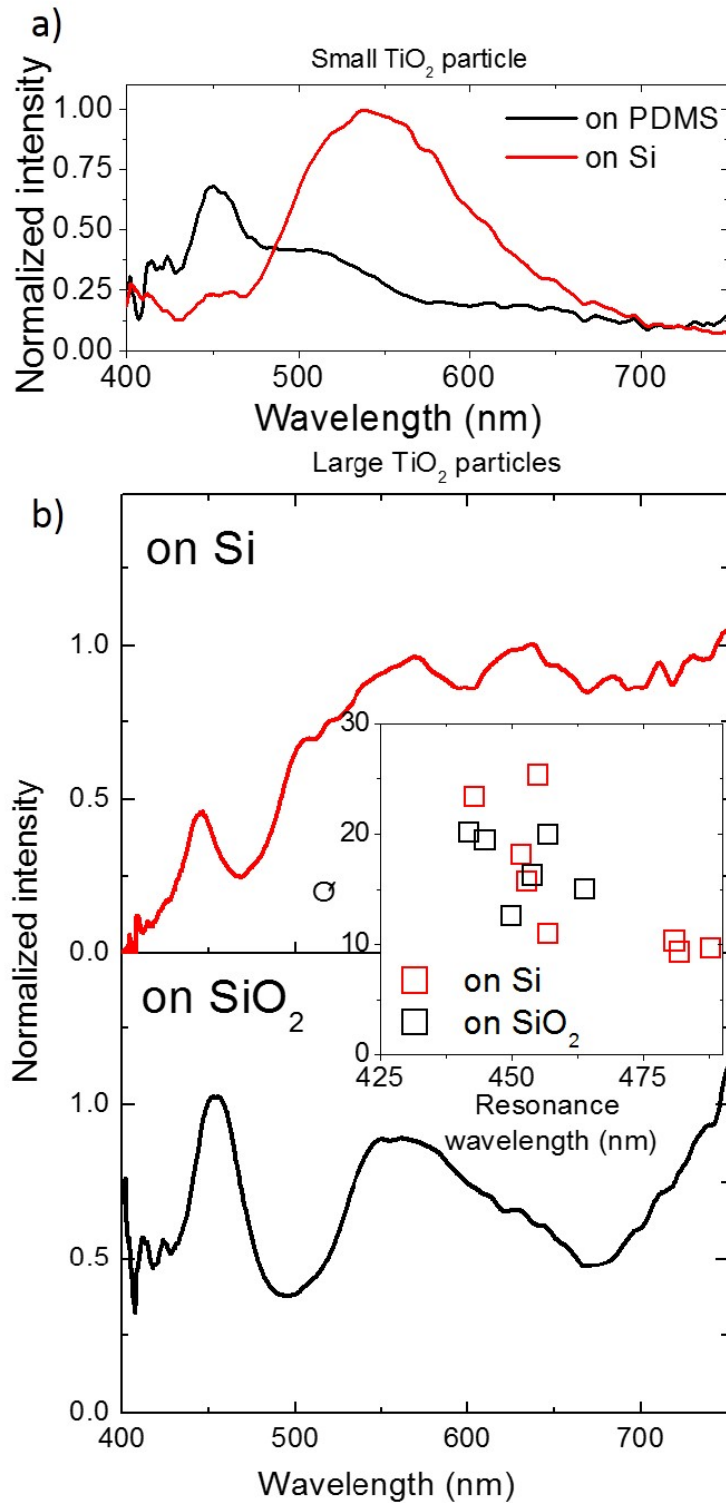 a)
Small TiO₂ particle
Normalized intensity
1.00
0.75
0.50
0.25
0.00
on PDMS
on Si
400 500 600 700
Wavelength (nm)
Large TiO₂ particles
b)
on Si
Normalized intensity
1.0
0.5
0.0
30
20
10
0
Q
on Si
on SiO₂
425 450 475
Resonance
wavelength (nm)
on SiO₂
1.0
0.5
0.0
400 500 600 700
Wavelength (nm)